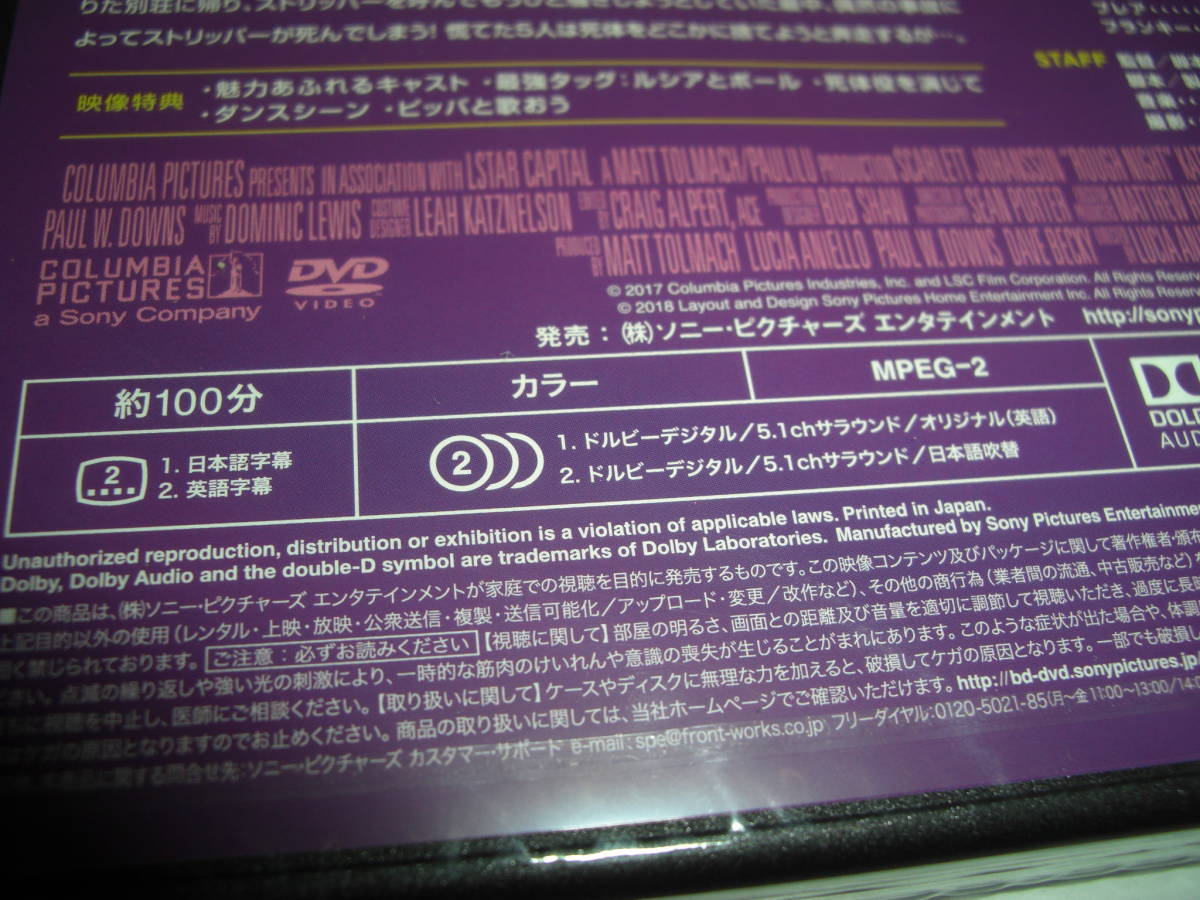 よってストリッパーが死んでしまう! 慌てた5人は死体をどこかに捨てようと奔走するが…。
ブレア
フランキー
STAFF
映像特典
・魅力あふれるキャスト ・最強タッグ:ルシアとポール ・死体役を演じて
・ダンスシーン ・ピッパと歌おう
COLUMBIA PICTURES PRESENTS IN ASSOCIATION WITH LSTAR CAPITAL A MATT TOLMACH/PAULILU PRODUCTION SCARLETT JOHANSSON "ROUGH NIGHT"
PAUL W. DOWNS MUSIC BY DOMINIC LEWIS COSTUME DESIGNER LEAH KATZNELSON EDITED BY CRAIG ALPERT, ACE BOB SHAW SEAN PORTER MATTHEW
PRODUCED BY MATT TOLMACH LUCIA ANIELLO PAUL W. DOWNS DAVE BECKY
COLUMBIA PICTURES
a Sony Company
DVD VIDEO
© 2017 Columbia Pictures Industries, Inc. and LSC Film Corporation. All Rights
© 2018 Layout and Design Sony Pictures Home Entertainment Inc. All Rights
発売:(株)ソニー・ピクチャーズ エンタテインメント http://sonyp
約100分
カラー
MPEG-2
2
1. 日本語字幕
2. 英語字幕
2
1. ドルビーデジタル/5.1chサラウンド/オリジナル(英語)
2. ドルビーデジタル/5.1chサラウンド/日本語吹替
Unauthorized reproduction, distribution or exhibition is a violation of applicable laws. Printed in Japan.
Dolby, Dolby Audio and the double-D symbol are trademarks of Dolby Laboratories. Manufactured by Sony Pictures
■この商品は、(株)ソニー・ピクチャーズ エンタテインメントが家庭での視聴を目的に発売するものです。この映像コンテンツ及びパッケージに関して著作権者・頒布
上記目的以外の使用(レンタル・上映・放映・公衆送信・複製・送信可能化/アップロード・変更/改作など)、その他の商行為(業者間の流通、中古販売など)
く禁じられております。 ご注意:必ずお読みください 【視聴に関して】部屋の明るさ、画面との距離及び音量を適切に調節して視聴いただき、過度に長
さい。点滅の繰り返しや強い光の刺激により、一時的な筋肉のけいれんや意識の喪失が生じることがまれにあります。このような症状が出た場合や、体調
に視聴を中止し、医師にご相談ください。【取り扱いに関して】ケースやディスクに無理な力を加えると、破損してケガの原因となります。一部でも破損し
ケガの原因となりますのでお止めください。商品の取り扱いに関しては、当社ホームページでご確認いただけます。http://bd-dvd.sonypictures.jp/
に関する問合せ先:ソニー・ピクチャーズ カスタマー・サポート e-mail:spe@front-works.co.jp フリーダイヤル:0120-5021-85(月〜金 11:00〜13:00/14: